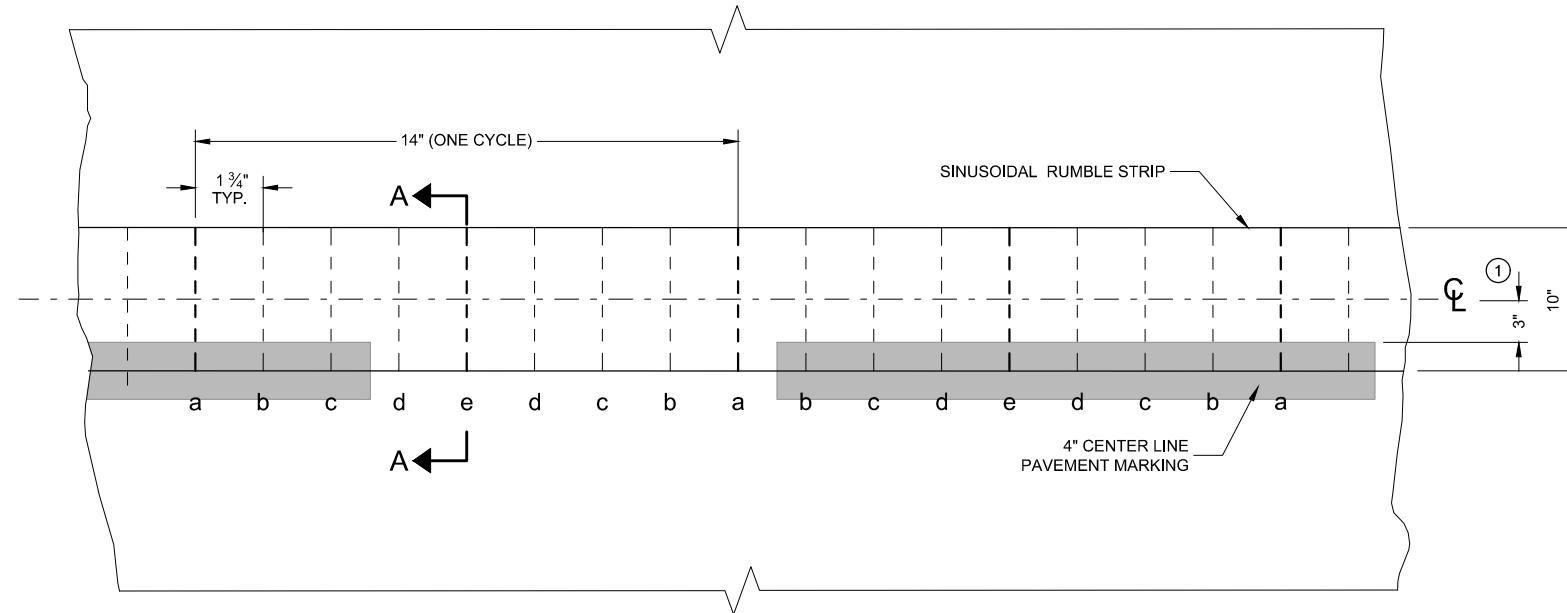 14" (ONE CYCLE)
1 ¾"
TYP.
A
SINUSOIDAL RUMBLE STRIP
℄
1
3"
10"
a b c d e d c b a b c d e d c b a
A
4" CENTER LINE
PAVEMENT MARKING